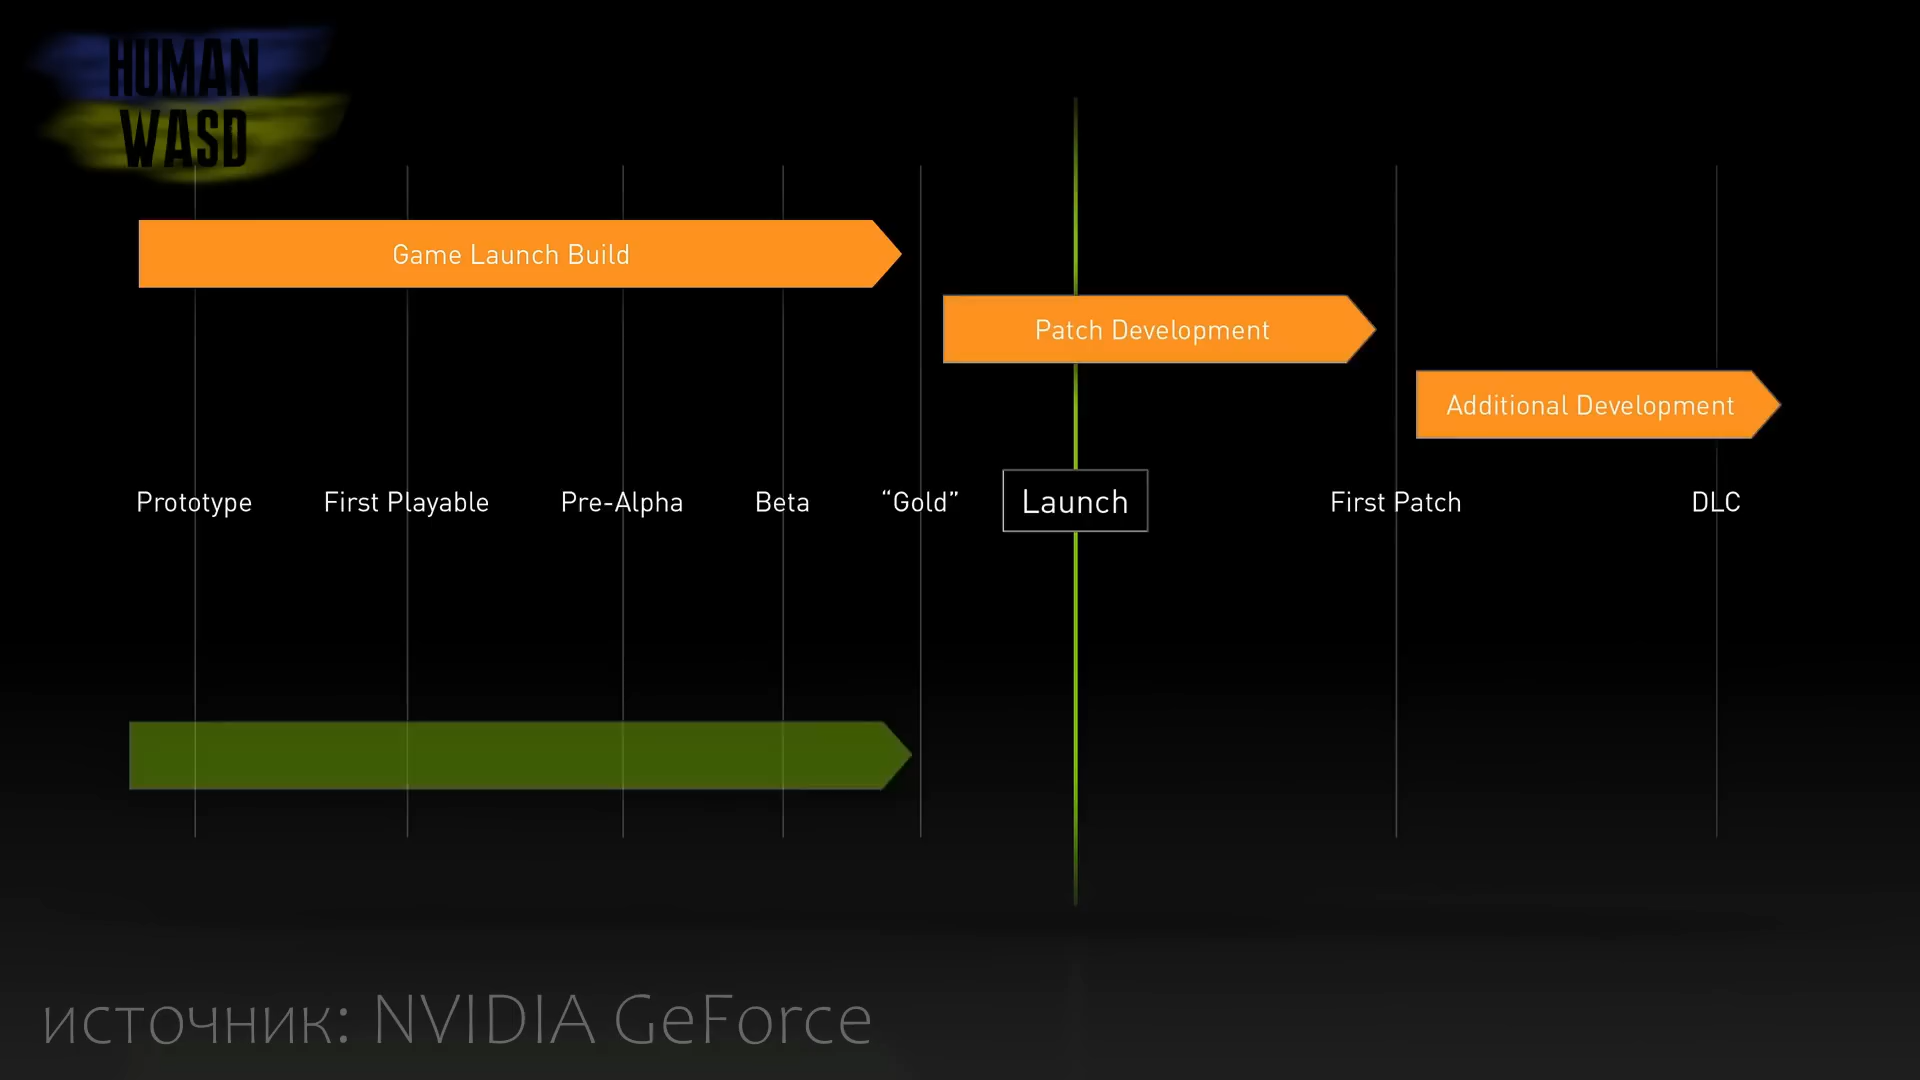 HUMAN
WASD
Game Launch Build
Patch Development
Additional Development
Prototype
First Playable
Pre-Alpha
Beta
“Gold”
Launch
First Patch
DLC
источник: NVIDIA GeForce